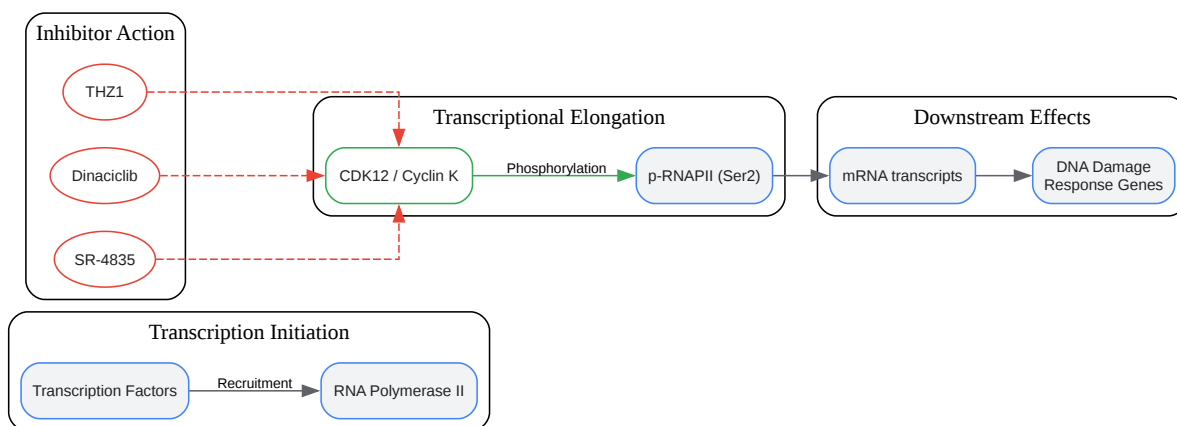 Inhibitor Action
THZ1
Dinaciclib
SR-4835
Transcriptional Elongation
CDK12 / Cyclin K
Phosphorylation
p-RNAPII (Ser2)
Downstream Effects
mRNA transcripts
DNA Damage
Response Genes
Transcription Initiation
Transcription Factors
Recruitment
RNA Polymerase II